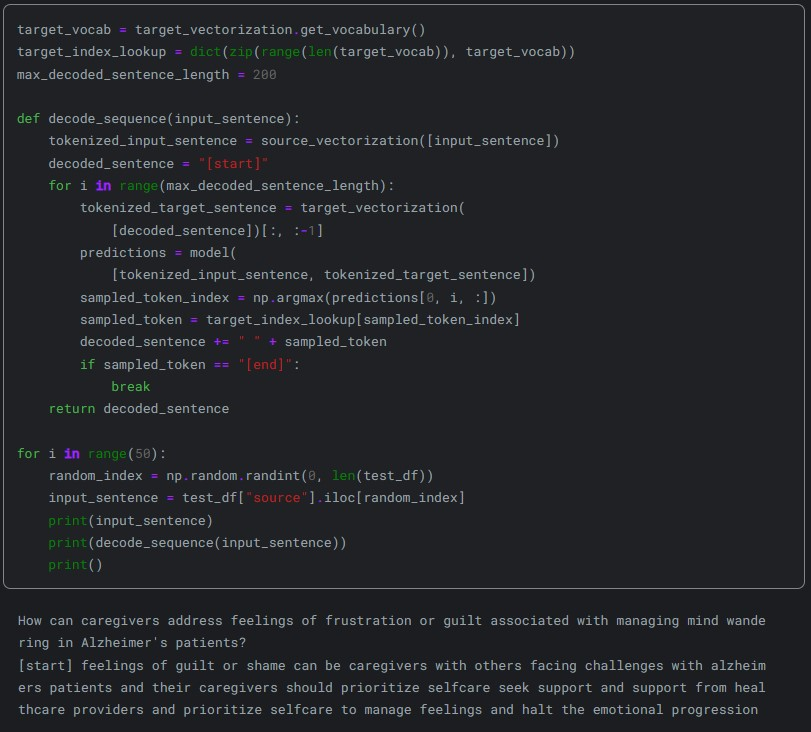 target_vocab = target_vectorization.get_vocabulary()
target_index_lookup = dict(zip(range(len(target_vocab)), target_vocab))
max_decoded_sentence_length = 200

def decode_sequence(input_sentence):
    tokenized_input_sentence = source_vectorization([input_sentence])
    decoded_sentence = "[start]"
    for i in range(max_decoded_sentence_length):
        tokenized_target_sentence = target_vectorization(
            [decoded_sentence])[:, :-1]
        predictions = model(
            [tokenized_input_sentence, tokenized_target_sentence])
        sampled_token_index = np.argmax(predictions[0, i, :])
        sampled_token = target_index_lookup[sampled_token_index]
        decoded_sentence += " " + sampled_token
        if sampled_token == "[end]":
            break
    return decoded_sentence

for i in range(50):
    random_index = np.random.randint(0, len(test_df))
    input_sentence = test_df["source"].iloc[random_index]
    print(input_sentence)
    print(decode_sequence(input_sentence))
    print()

How can caregivers address feelings of frustration or guilt associated with managing mind wande
ring in Alzheimer's patients?
[start] feelings of guilt or shame can be caregivers with others facing challenges with alzheim
ers patients and their caregivers should prioritize selfcare seek support and support from heal
thcare providers and prioritize selfcare to manage feelings and halt the emotional progression